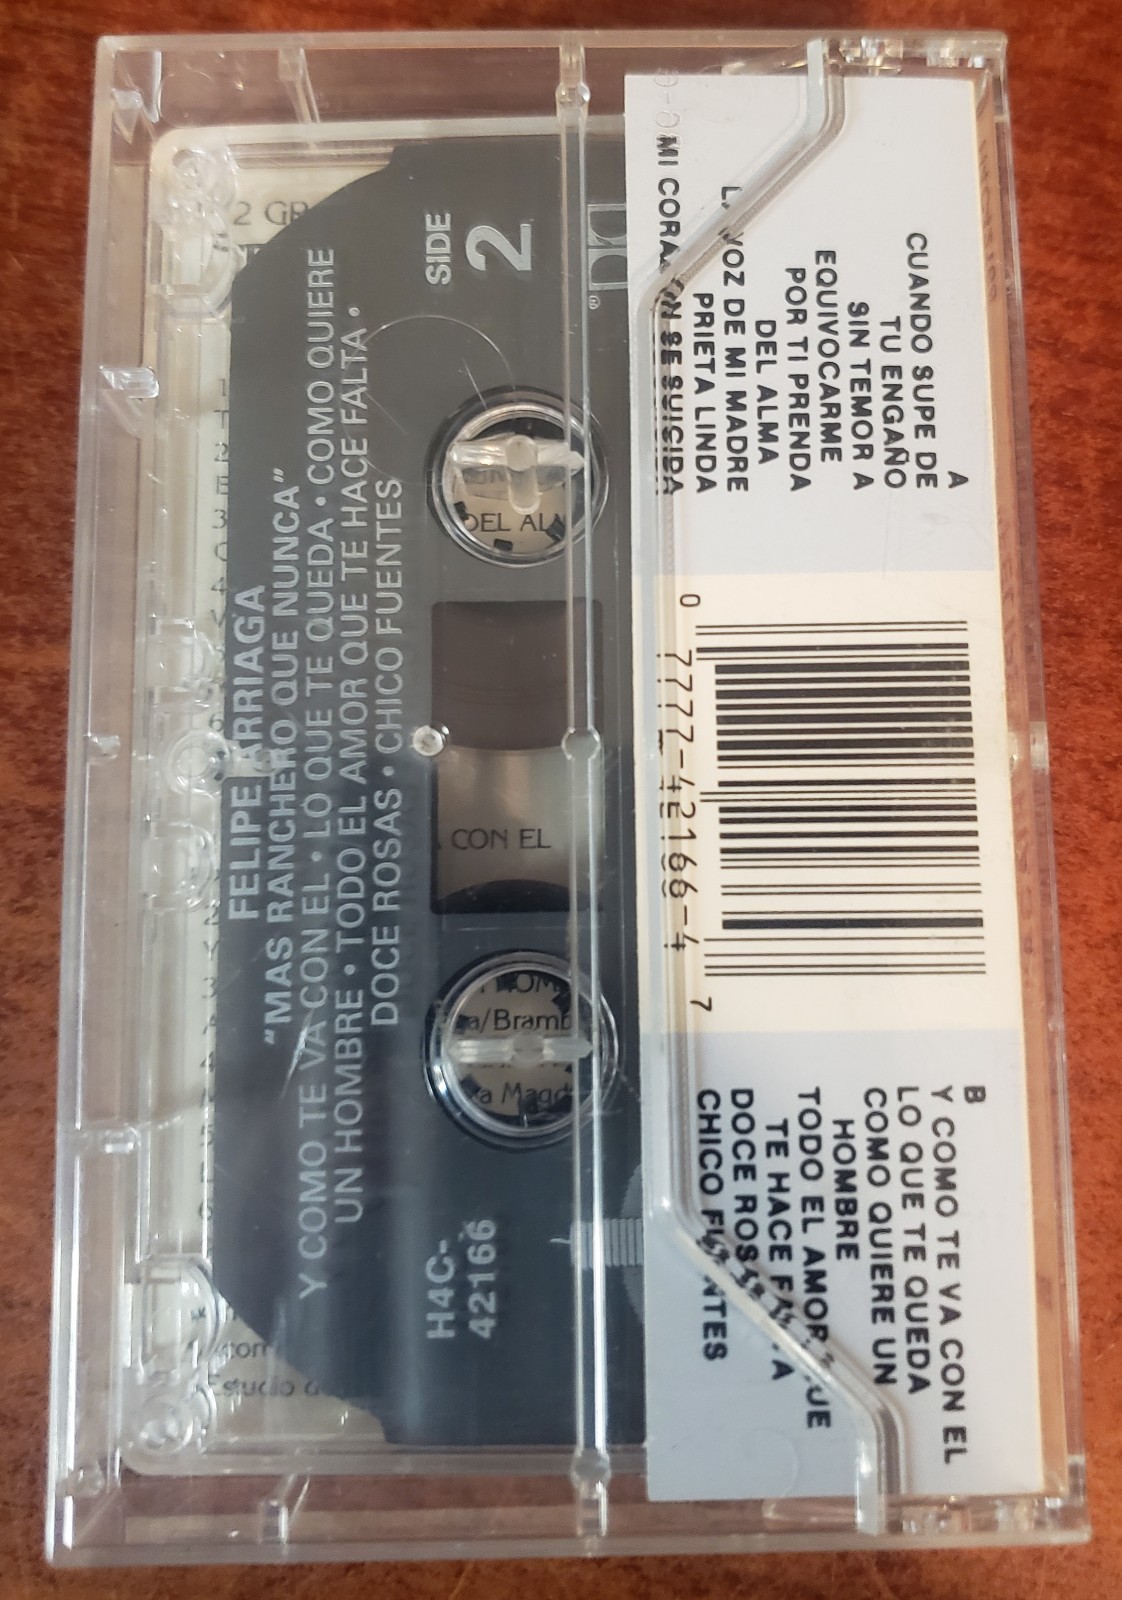 FELIPE ARRIAGA
"MAS RANCHERO QUE NUNCA"
Y COMO TE VA CON EL • LO QUE TE QUEDA • COMO QUIERE
UN HOMBRE • TODO EL AMOR QUE TE HACE FALTA •
DOCE ROSAS • CHICO FUENTES
SIDE
2
H4C-
42166
DEL
CON EL
A
CUANDO SUPE DE
TU ENGAÑO
SIN TEMOR A
EQUIVOCARME
POR TI PRENDA
DEL ALMA
LA VOZ DE MI MADRE
PRIETA LINDA
MI CORAZON SE SUICIDA
0 7777-42166-4 7
B
Y COMO TE VA CON EL
LO QUE TE QUEDA
COMO QUIERE UN
HOMBRE
TODO EL AMOR QUE
TE HACE FALTA
DOCE ROSAS
CHICO FUENTES
Estudio